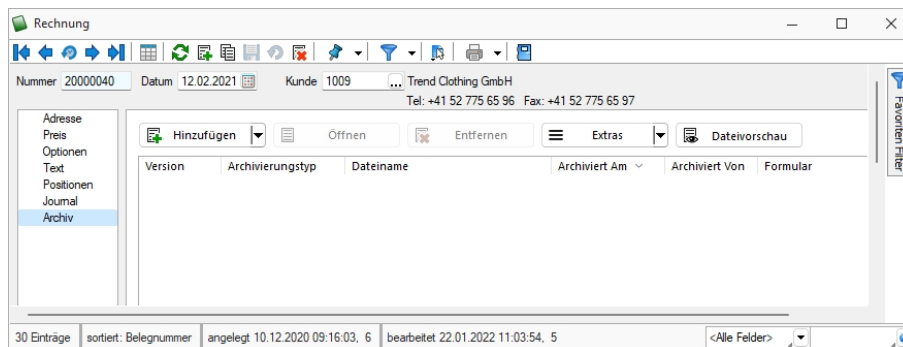 Rechnung
Nummer 20000040 Datum 12.02.2021 Kunde 1009 ... Trend Clothing GmbH
Tel: +41 52 775 65 96 Fax: +41 52 775 65 97
Favoriten Filter
Adresse
Preis
Optionen
Text
Positionen
Journal
Archiv
Hinzufügen Öffnen Entfernen Extras Dateivorschau
Version Archivierungstyp Dateiname Archiviert Am Archiviert Von Formular
30 Einträge sortiert: Belegnummer angelegt 10.12.2020 09:16:03, 6 bearbeitet 22.01.2022 11:03:54, 5 <Alle Felder>